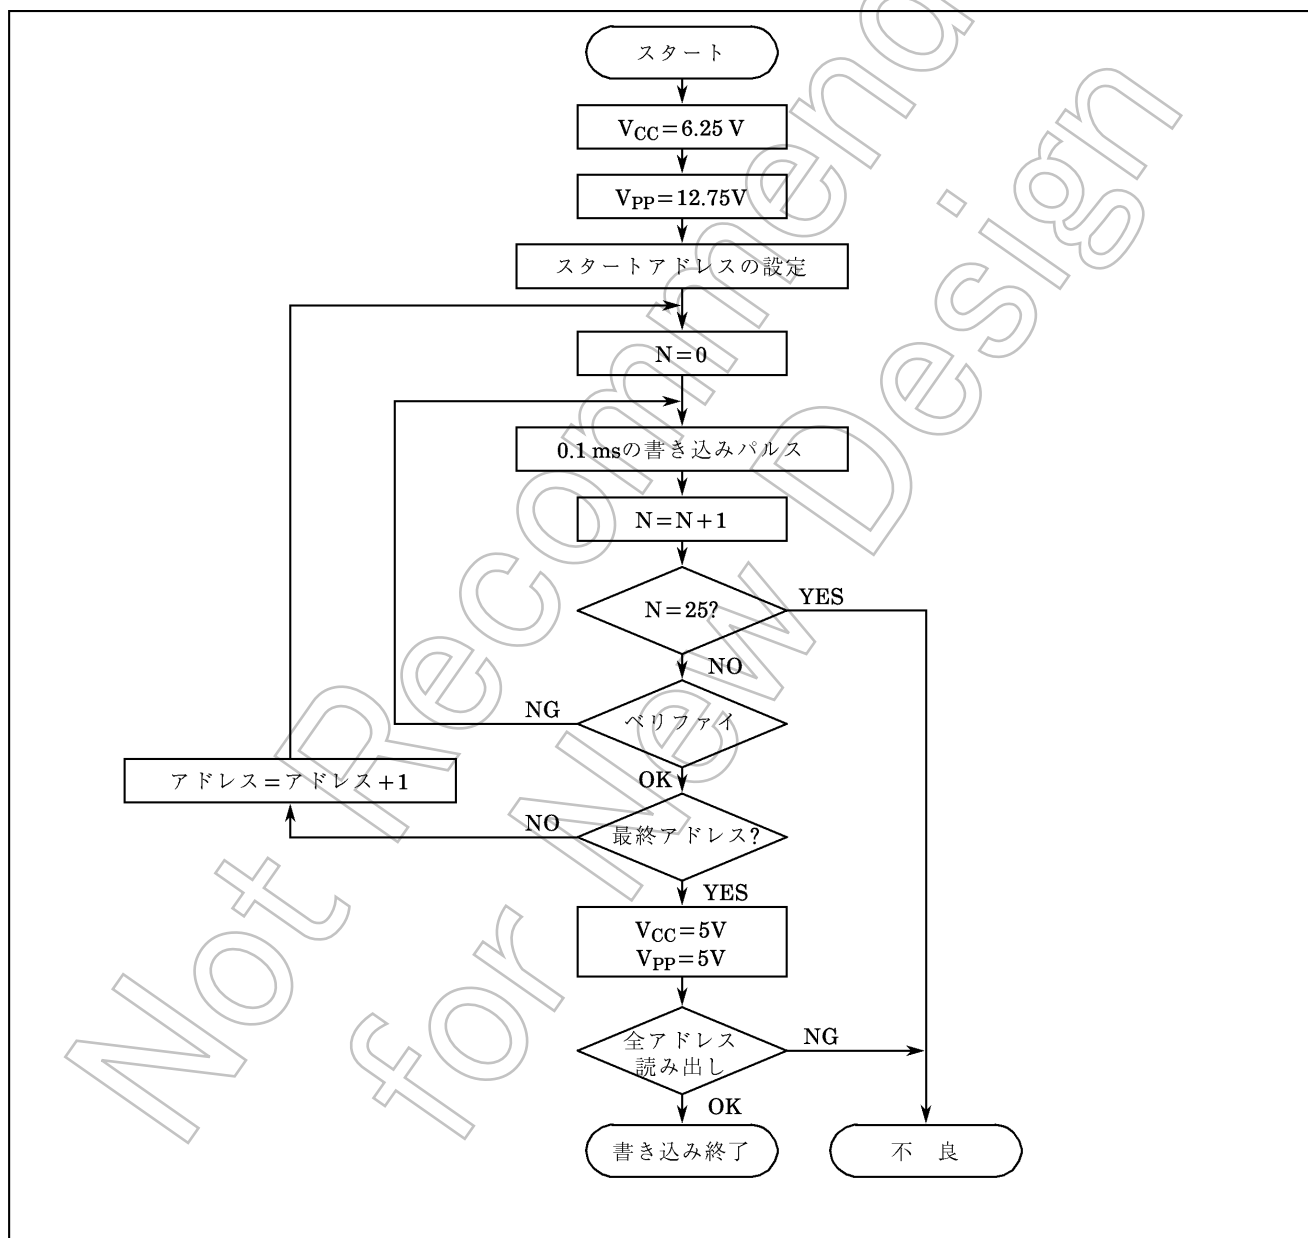 スタート
VCC=6.25 V
VPP=12.75V
スタートアドレスの設定
N=0
0.1 msの書き込みパルス
N=N+1
N=25?
YES
NO
ベリファイ
NG
OK
アドレス=アドレス+1
最終アドレス?
NO
YES
VCC=5V
VPP=5V
全アドレス
読み出し
NG
OK
書き込み終了
不 良
Not Recommend
for New Design